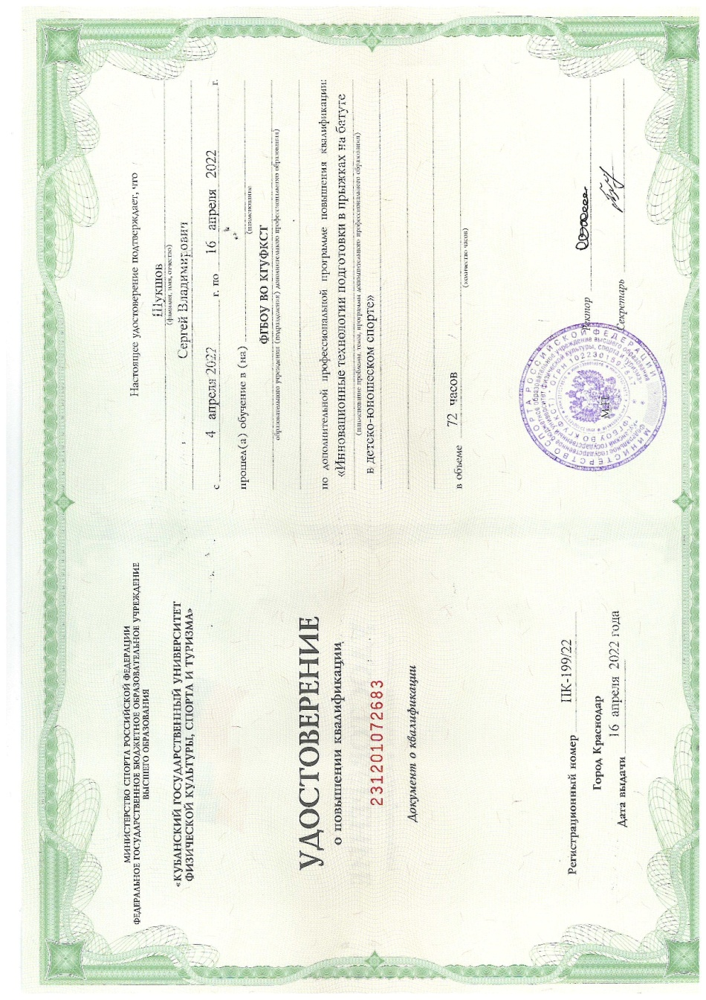 МИНИСТЕРСТВО СПОРТА РОССИЙСКОЙ ФЕДЕРАЦИИ
ФЕДЕРАЛЬНОЕ ГОСУДАРСТВЕННОЕ БЮДЖЕТНОЕ ОБРАЗОВАТЕЛЬНОЕ УЧРЕЖДЕНИЕ
ВЫСШЕГО ОБРАЗОВАНИЯ
«КУБАНСКИЙ ГОСУДАРСТВЕННЫЙ УНИВЕРСИТЕТ
ФИЗИЧЕСКОЙ КУЛЬТУРЫ, СПОРТА И ТУРИЗМА»
УДОСТОВЕРЕНИЕ
о повышении квалификации
231201072683
Документ о квалификации
Регистрационный номер ПК-199/22
Город Краснодар
Дата выдачи 16 апреля 2022 года
Настоящее удостоверение подтверждает, что
Шукшов
(фамилия, имя, отчество)
Сергей Владимирович
с 4 апреля 2022 г. по 16 апреля 2022 г.
прошел(а) обучение в (на)
(наименование
ФГБОУ ВО КГУФКСТ
образовательного учреждения (подразделения) дополнительного профессионального образования)
по дополнительной профессиональной программе повышения квалификации:
«Инновационные технологии подготовки в прыжках на батуте
(наименование проблемы, темы, программы дополнительного профессионального образования)
в детско-юношеском спорте»
в объеме 72 часов
(количество часов)
Ректор
Секретарь
МП
МИНИСТЕРСТВО СПОРТА РОССИЙСКОЙ ФЕДЕРАЦИИ